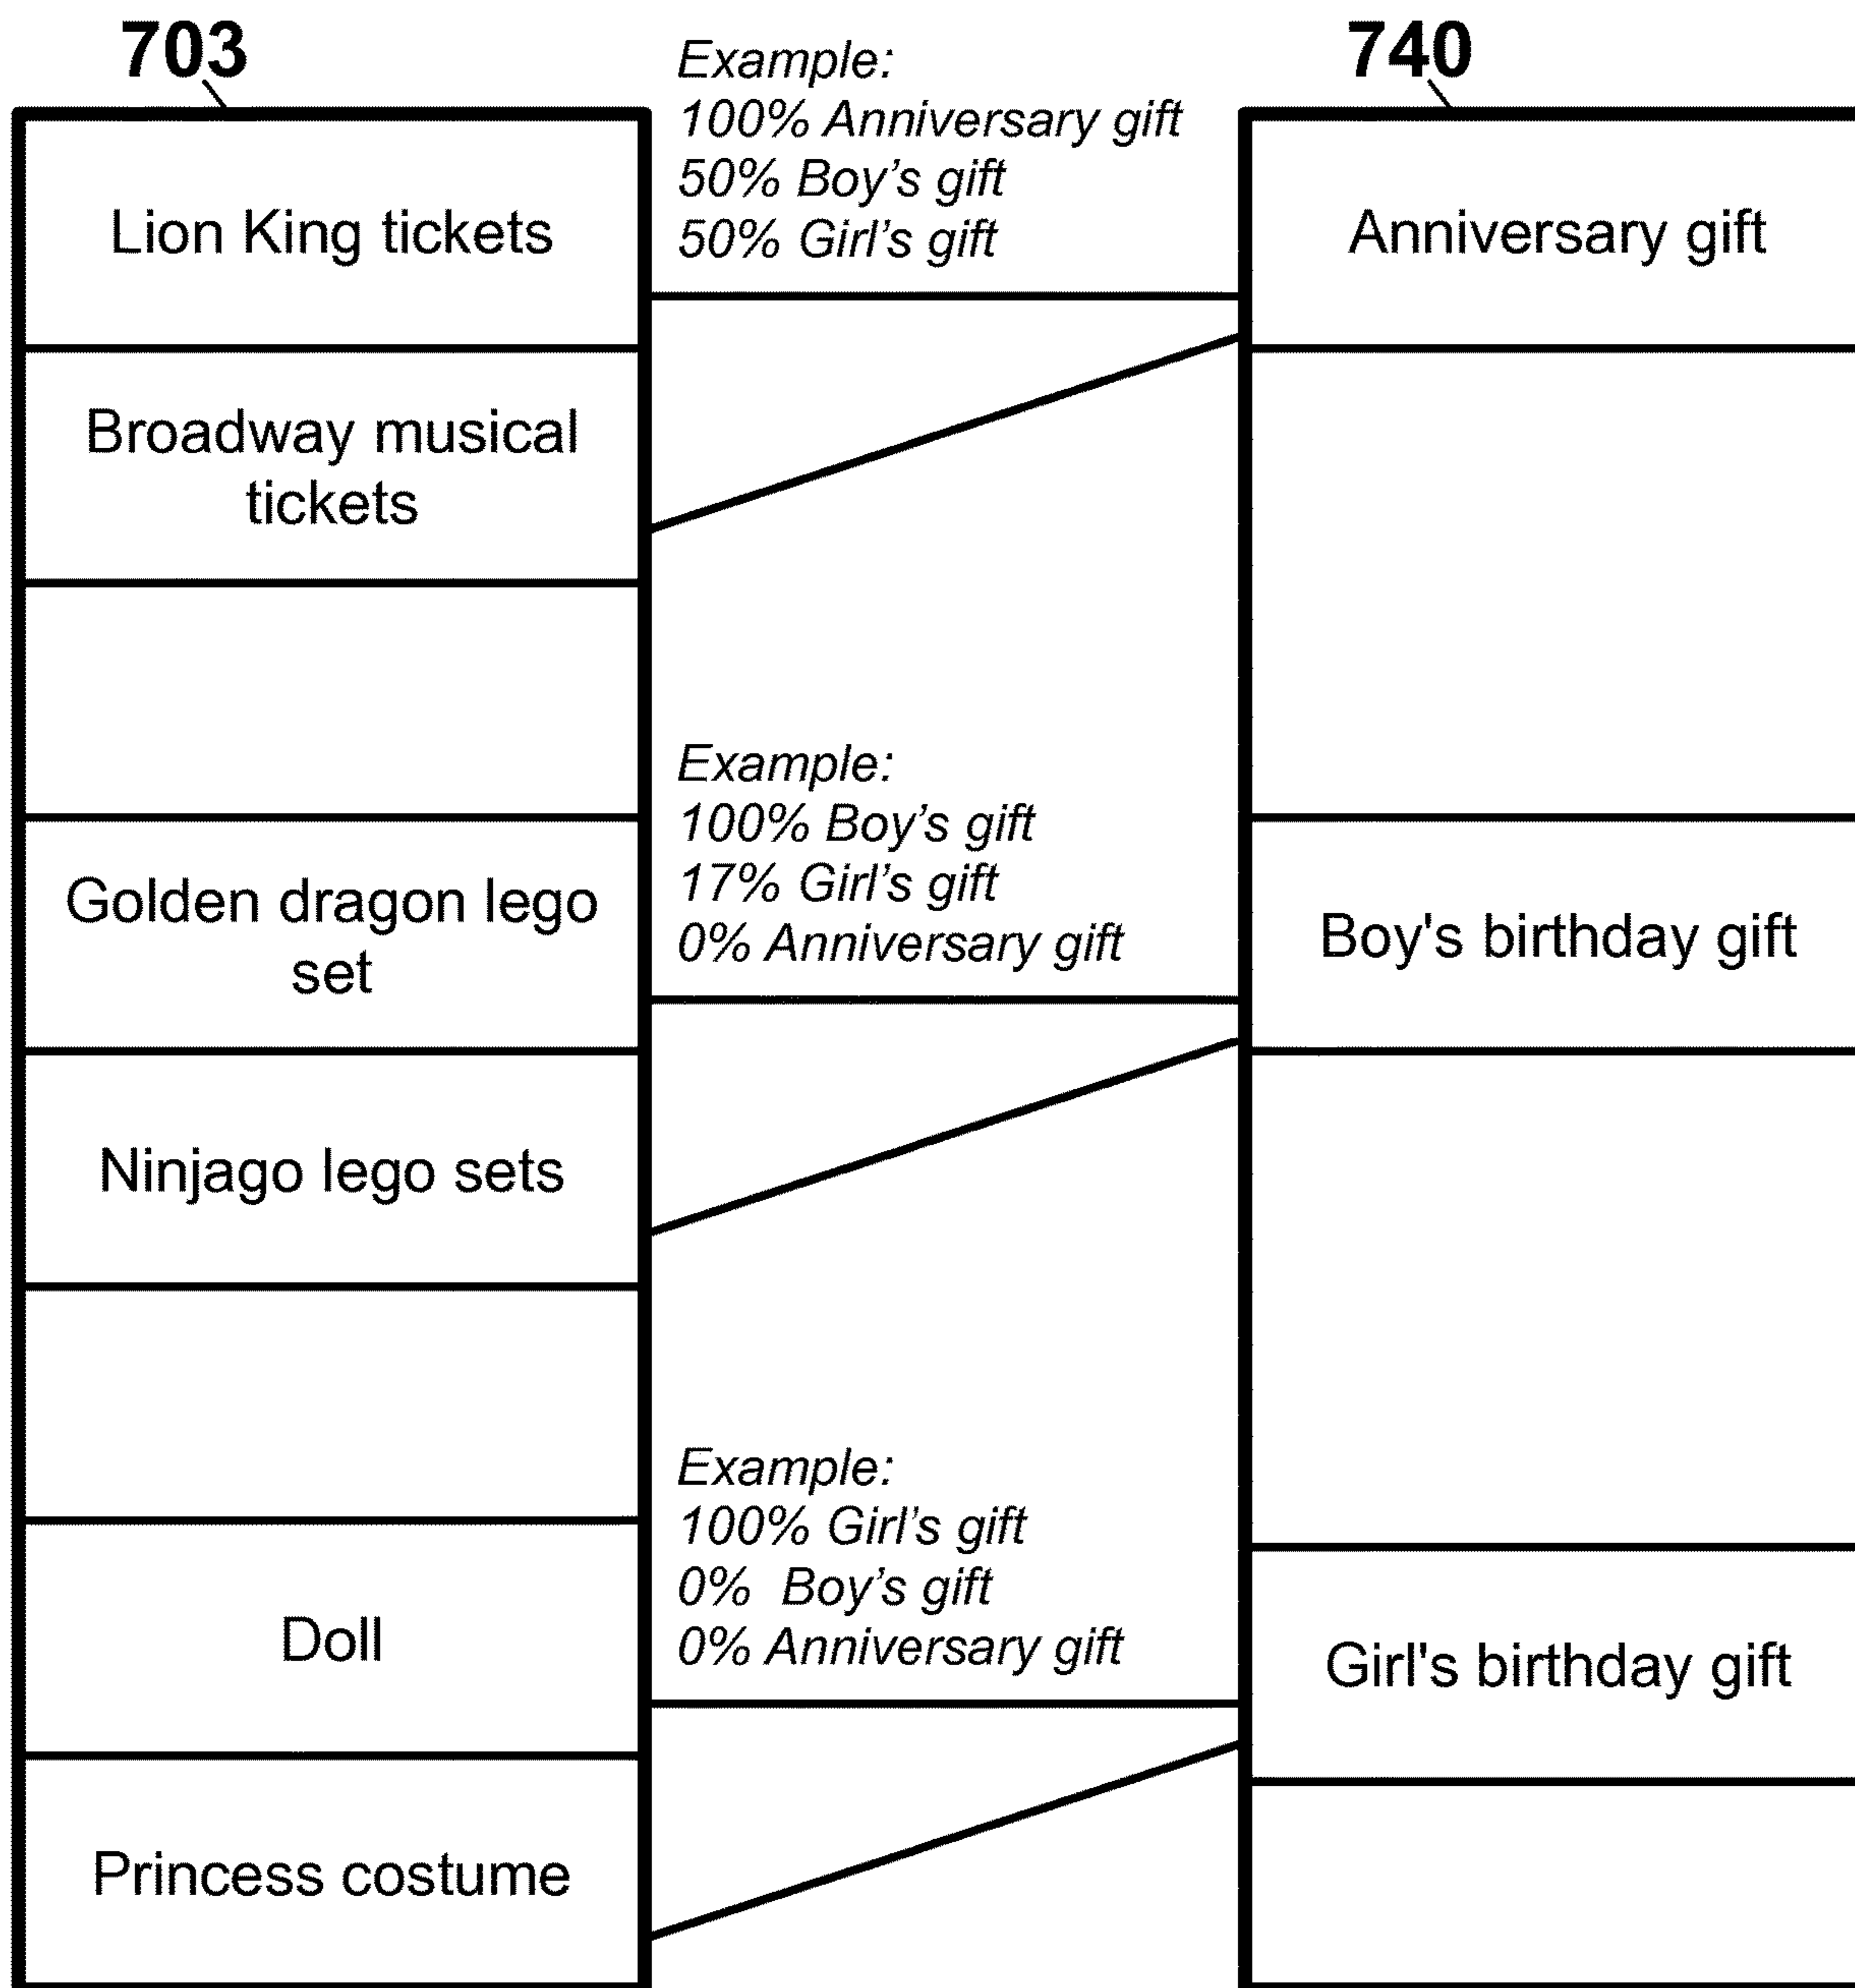 703
Lion King tickets
Broadway musical
tickets
Golden dragon lego
set
Ninjago lego sets
Doll
Princess costume
Example:
100% Anniversary gift
50% Boy’s gift
50% Girl’s gift
Example:
100% Boy’s gift
17% Girl’s gift
0% Anniversary gift
Example:
100% Girl’s gift
0% Boy’s gift
0% Anniversary gift
740
Anniversary gift
Boy's birthday gift
Girl's birthday gift